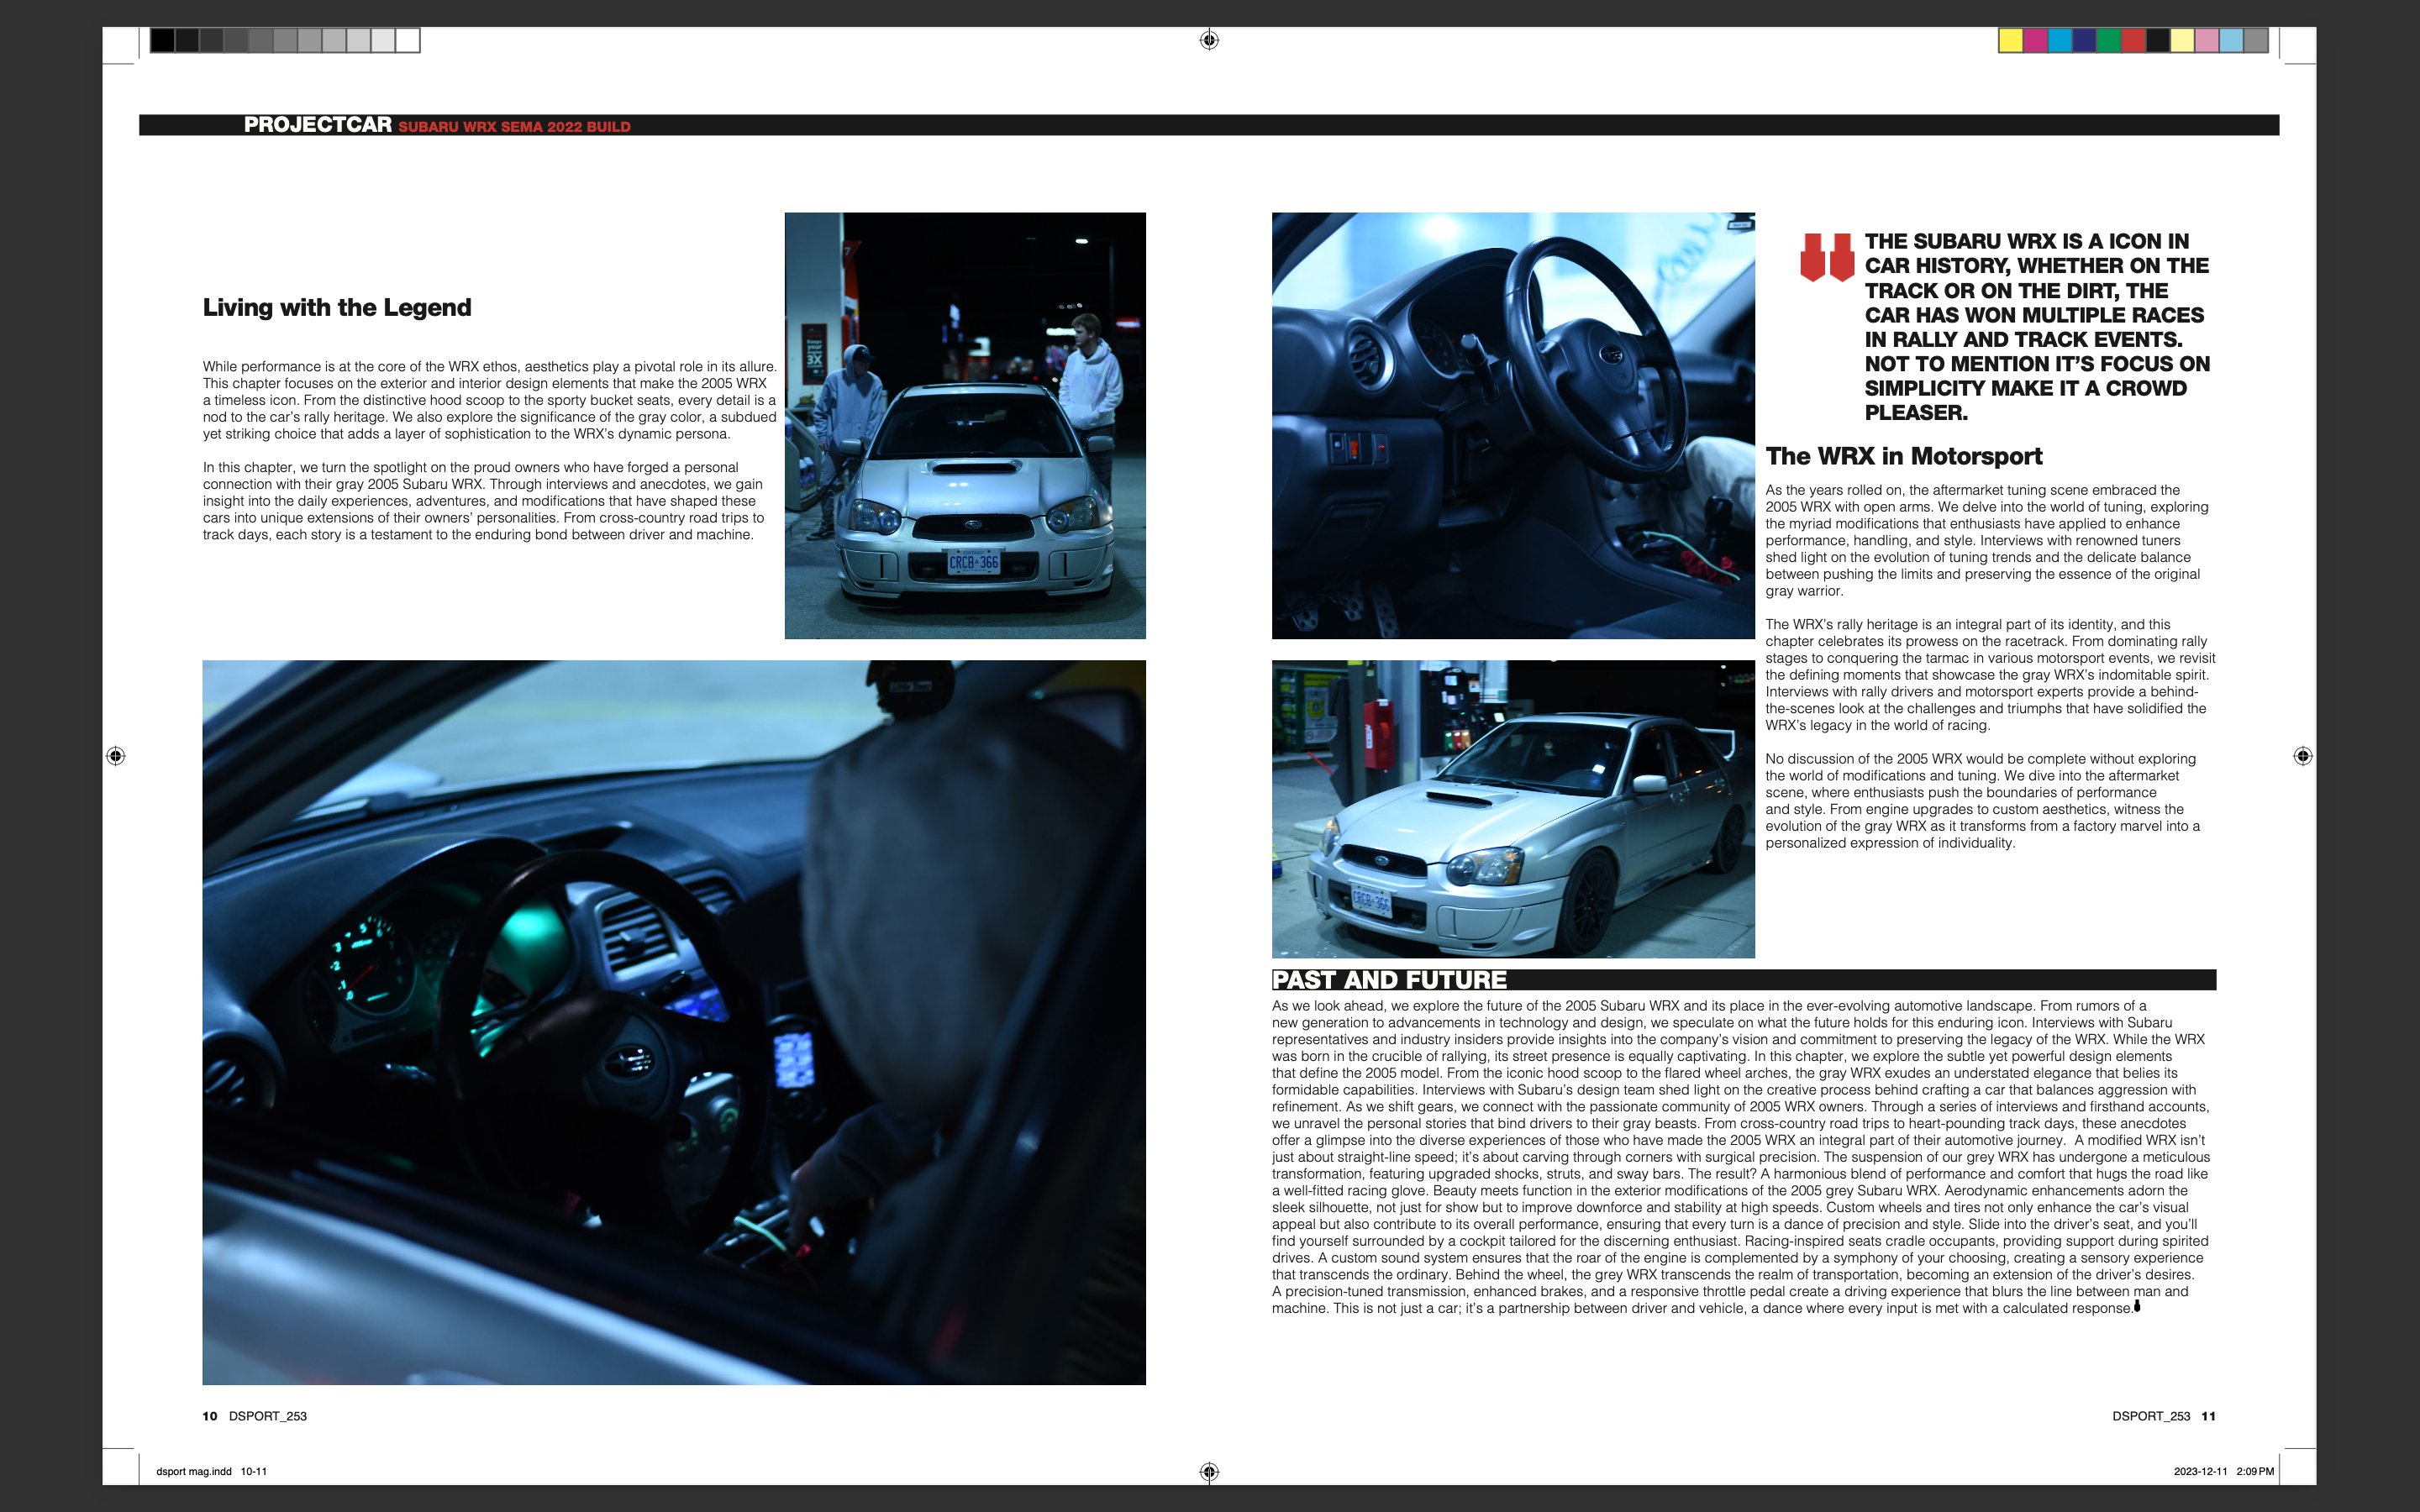 PROJECTCAR SUBARU WRX SEMA 2022 BUILD
Living with the Legend
While performance is at the core of the WRX ethos, aesthetics play a pivotal role in its allure.
This chapter focuses on the exterior and interior design elements that make the 2005 WRX
a timeless icon. From the distinctive hood scoop to the sporty bucket seats, every detail is a
nod to the car’s rally heritage. We also explore the significance of the gray color, a subdued
yet striking choice that adds a layer of sophistication to the WRX’s dynamic persona.
In this chapter, we turn the spotlight on the proud owners who have forged a personal
connection with their gray 2005 Subaru WRX. Through interviews and anecdotes, we gain
insight into the daily experiences, adventures, and modifications that have shaped these
cars into unique extensions of their owners’ personalities. From cross-country road trips to
track days, each story is a testament to the enduring bond between driver and machine.
7
3X
CRCB 366
10 DSPORT_253
THE SUBARU WRX IS A ICON IN
CAR HISTORY, WHETHER ON THE
TRACK OR ON THE DIRT, THE
CAR HAS WON MULTIPLE RACES
IN RALLY AND TRACK EVENTS.
NOT TO MENTION IT’S FOCUS ON
SIMPLICITY MAKE IT A CROWD
PLEASER.
The WRX in Motorsport
As the years rolled on, the aftermarket tuning scene embraced the
2005 WRX with open arms. We delve into the world of tuning, exploring
the myriad modifications that enthusiasts have applied to enhance
performance, handling, and style. Interviews with renowned tuners
shed light on the evolution of tuning trends and the delicate balance
between pushing the limits and preserving the essence of the original
gray warrior.
The WRX’s rally heritage is an integral part of its identity, and this
chapter celebrates its prowess on the racetrack. From dominating rally
stages to conquering the tarmac in various motorsport events, we revisit
the defining moments that showcase the gray WRX’s indomitable spirit.
Interviews with rally drivers and motorsport experts provide a behind-
the-scenes look at the challenges and triumphs that have solidified the
WRX’s legacy in the world of racing.
No discussion of the 2005 WRX would be complete without exploring
the world of modifications and tuning. We dive into the aftermarket
scene, where enthusiasts push the boundaries of performance
and style. From engine upgrades to custom aesthetics, witness the
evolution of the gray WRX as it transforms from a factory marvel into a
personalized expression of individuality.
CRCB 366
PAST AND FUTURE
As we look ahead, we explore the future of the 2005 Subaru WRX and its place in the ever-evolving automotive landscape. From rumors of a
new generation to advancements in technology and design, we speculate on what the future holds for this enduring icon. Interviews with Subaru
representatives and industry insiders provide insights into the company’s vision and commitment to preserving the legacy of the WRX. While the WRX
was born in the crucible of rallying, its street presence is equally captivating. In this chapter, we explore the subtle yet powerful design elements
that define the 2005 model. From the iconic hood scoop to the flared wheel arches, the gray WRX exudes an understated elegance that belies its
formidable capabilities. Interviews with Subaru’s design team shed light on the creative process behind crafting a car that balances aggression with
refinement. As we shift gears, we connect with the passionate community of 2005 WRX owners. Through a series of interviews and firsthand accounts,
we unravel the personal stories that bind drivers to their gray beasts. From cross-country road trips to heart-pounding track days, these anecdotes
offer a glimpse into the diverse experiences of those who have made the 2005 WRX an integral part of their automotive journey.  A modified WRX isn’t
just about straight-line speed; it’s about carving through corners with surgical precision. The suspension of our grey WRX has undergone a meticulous
transformation, featuring upgraded shocks, struts, and sway bars. The result? A harmonious blend of performance and comfort that hugs the road like
a well-fitted racing glove. Beauty meets function in the exterior modifications of the 2005 grey Subaru WRX. Aerodynamic enhancements adorn the
sleek silhouette, not just for show but to improve downforce and stability at high speeds. Custom wheels and tires not only enhance the car’s visual
appeal but also contribute to its overall performance, ensuring that every turn is a dance of precision and style. Slide into the driver’s seat, and you’ll
find yourself surrounded by a cockpit tailored for the discerning enthusiast. Racing-inspired seats cradle occupants, providing support during spirited
drives. A custom sound system ensures that the roar of the engine is complemented by a symphony of your choosing, creating a sensory experience
that transcends the ordinary. Behind the wheel, the grey WRX transcends the realm of transportation, becoming an extension of the driver’s desires.
A precision-tuned transmission, enhanced brakes, and a responsive throttle pedal create a driving experience that blurs the line between man and
machine. This is not just a car; it’s a partnership between driver and vehicle, a dance where every input is met with a calculated response.
DSPORT_253 11
dsport mag.indd 10-11
2023-12-11 2:09 PM